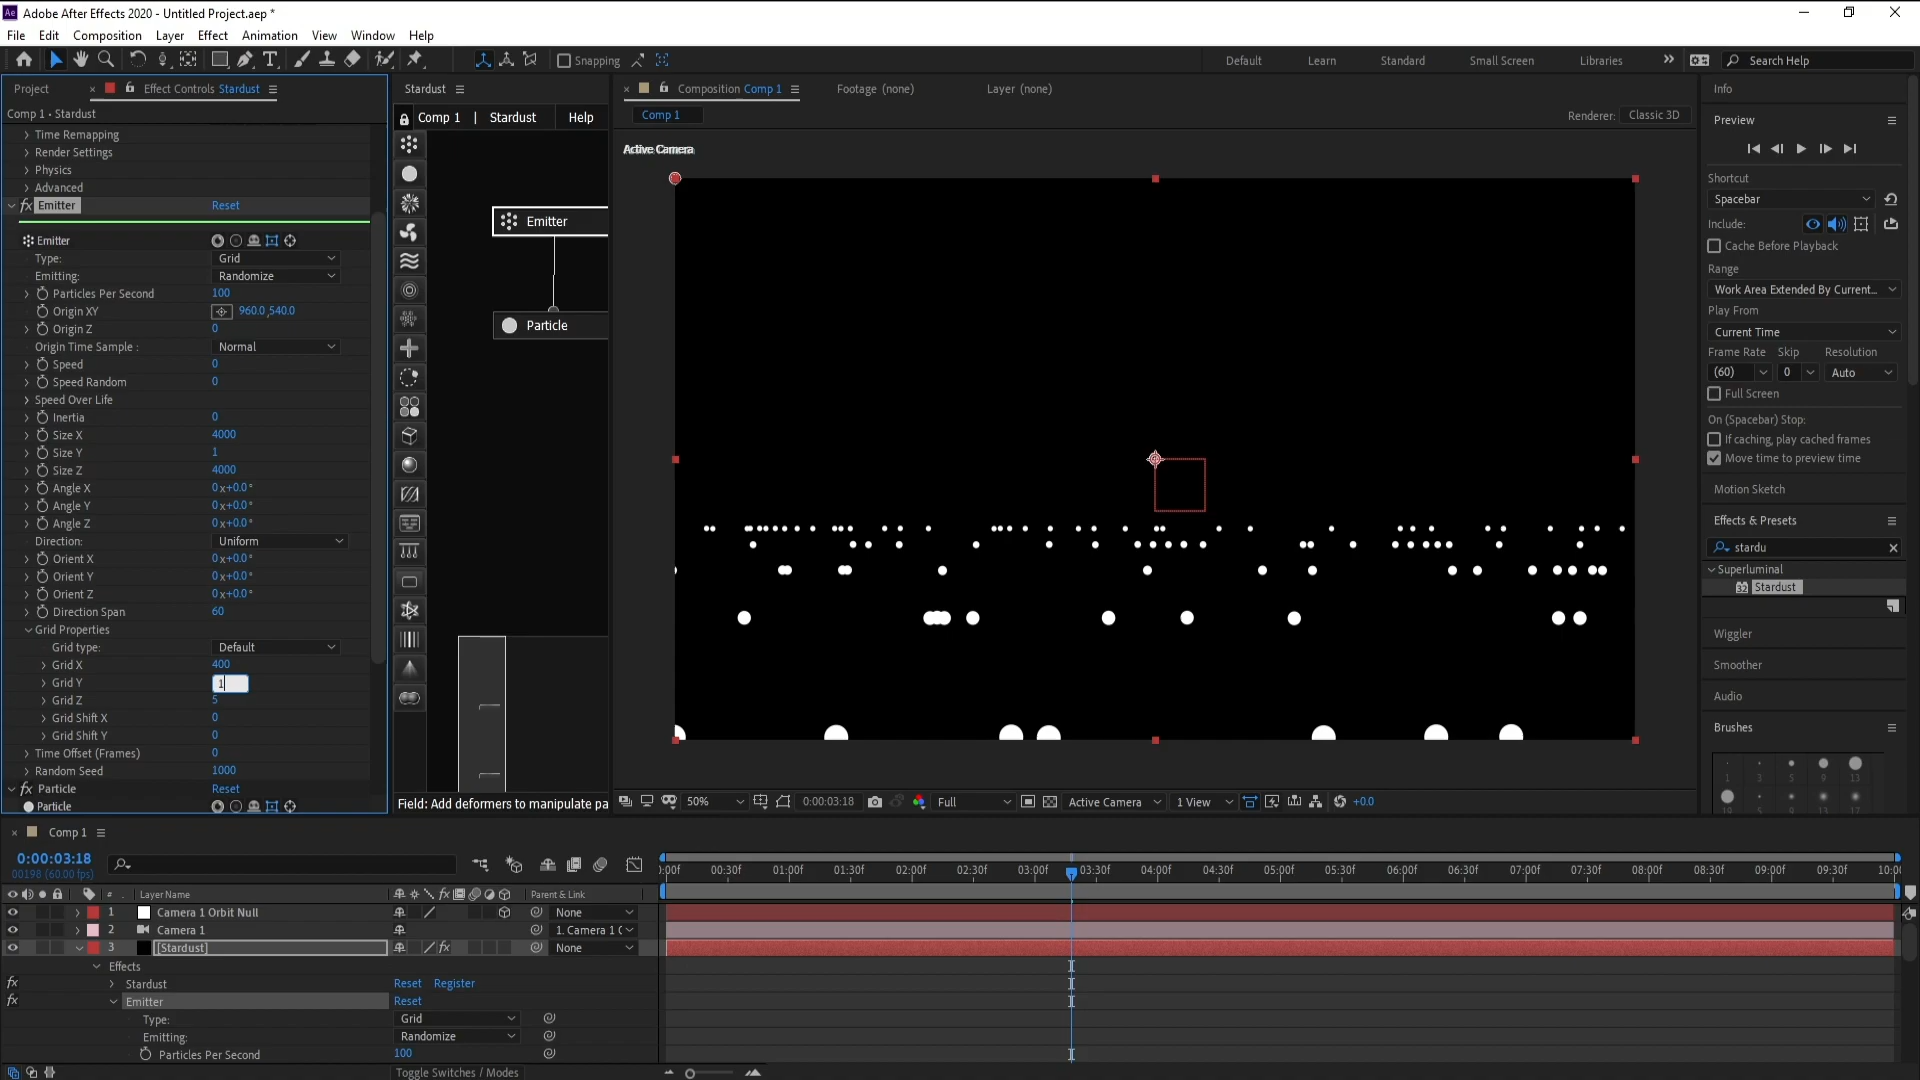 Adobe After Effects 2020 - Untitled Project.aep *
File Edit Composition Layer Effect Animation View Window Help
Snapping
Default Learn Standard Small Screen Libraries Search Help
Project Effect Controls Stardust
Comp 1 • Stardust
Time Remapping
Render Settings
Physics
Advanced
Emitter Reset
Emitter
Type: Grid
Emitting: Randomize
Particles Per Second 100
Origin XY 960.0,540.0
Origin Z 0
Origin Time Sample : Normal
Speed 0
Speed Random 0
Speed Over Life
Inertia 0
Size X 4000
Size Y 1
Size Z 4000
Angle X 0x+0.0°
Angle Y 0x+0.0°
Angle Z 0x+0.0°
Direction: Uniform
Orient X 0x+0.0°
Orient Y 0x+0.0°
Orient Z 0x+0.0°
Direction Span 60
Grid Properties
Grid type: Default
Grid X 400
Grid Y 1
Grid Z 5
Grid Shift X 0
Grid Shift Y 0
Time Offset (Frames) 0
Random Seed 1000
Particle Reset
Particle
Stardust
Comp 1 | Stardust Help
Emitter
Particle
Field: Add deformers to manipulate pa
Composition Comp 1 Footage (none) Layer (none)
Comp 1
Renderer: Classic 3D
Active Camera
50% 0:00:03:18 Full Active Camera 1 View +0.0
Info
Preview
Shortcut
Spacebar
Include:
Cache Before Playback
Range
Work Area Extended By Current...
Play From
Current Time
Frame Rate Skip Resolution
(60) 0 Auto
Full Screen
On (Spacebar) Stop:
If caching, play cached frames
Move time to preview time
Motion Sketch
Effects & Presets
stardu
Superluminal
32 Stardust
Wiggler
Smoother
Audio
Brushes
1 3 5 9 13
Comp 1
0:00:03:18
00198 (60.00 fps)
:00f 00:30f 01:00f 01:30f 02:00f 02:30f 03:00f 03:30f 04:00f 04:30f 05:00f 05:30f 06:00f 06:30f 07:00f 07:30f 08:00f 08:30f 09:00f 09:30f 10:0
# . Layer Name Parent & Link
1 Camera 1 Orbit Null None
2 Camera 1 1. Camera 1 (
3 [Stardust] None
Effects
fx Stardust Reset Register
fx Emitter Reset
Type: Grid
Emitting: Randomize
Particles Per Second 100
Toggle Switches / Modes